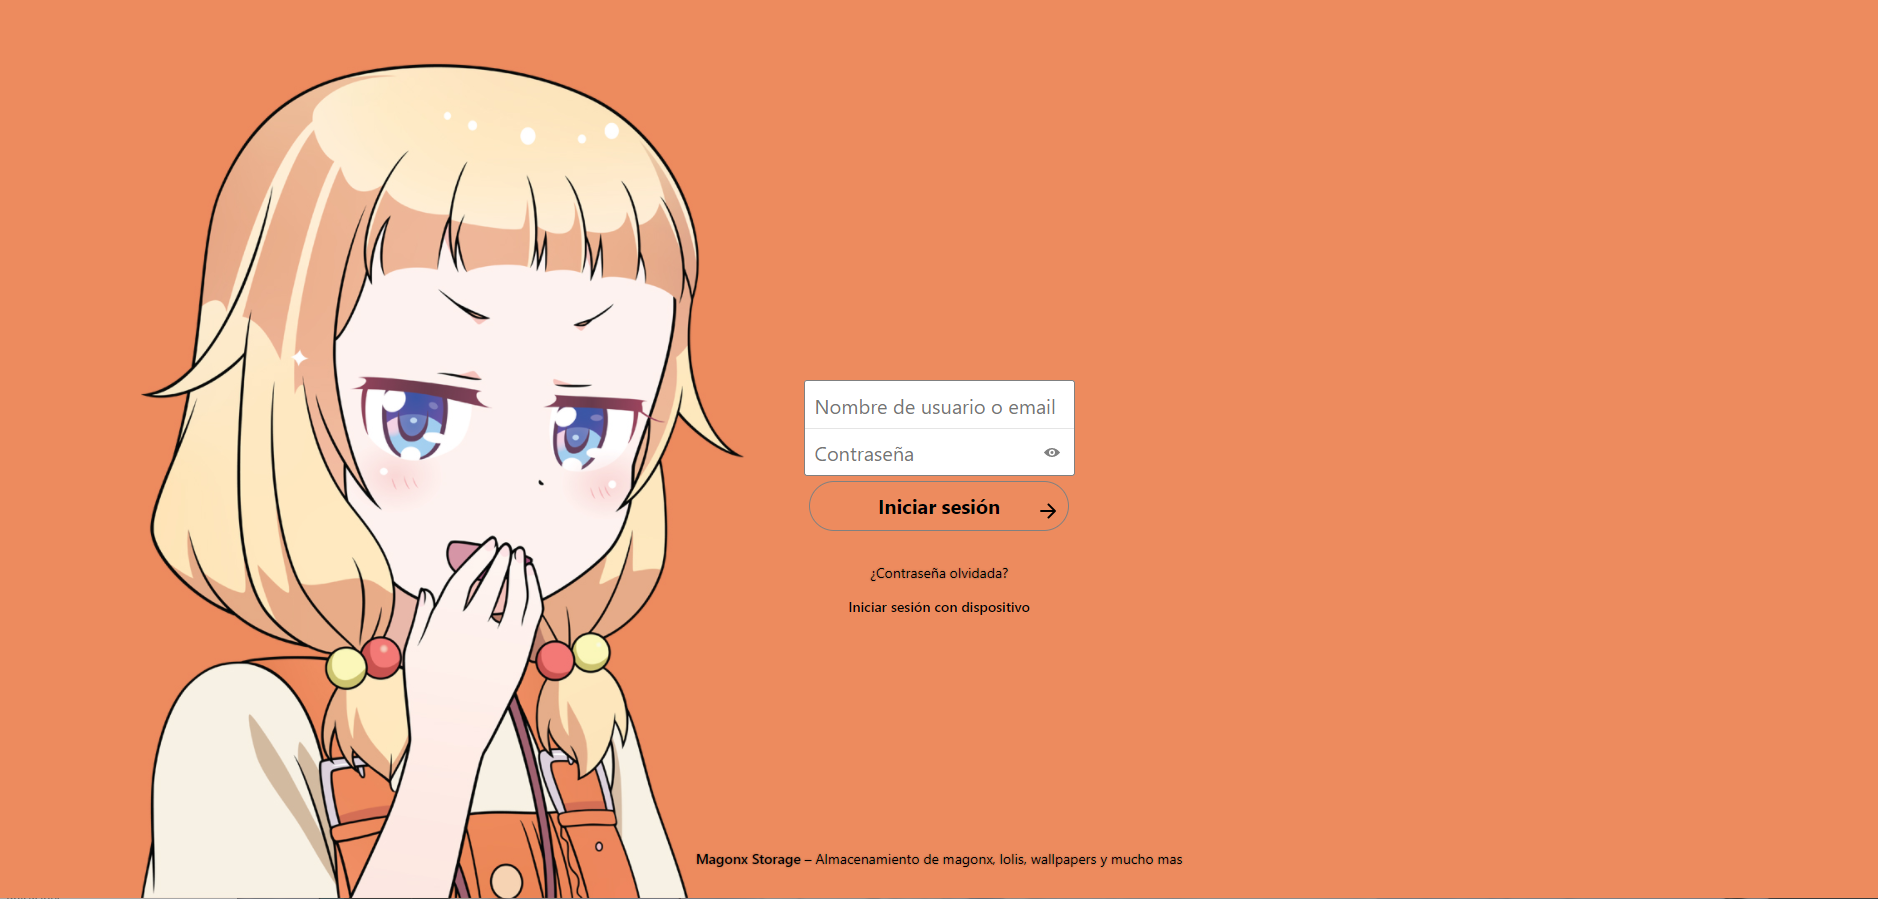 Nombre de usuario o email
Contraseña
Iniciar sesión
¿Contraseña olvidada?
Iniciar sesión con dispositivo
Magonx Storage – Almacenamiento de magonx, lolis, wallpapers y mucho mas